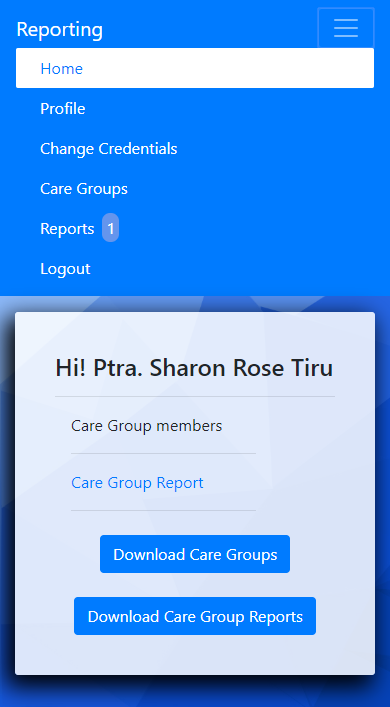 Reporting
Home
Profile
Change Credentials
Care Groups
Reports 1
Logout
Hi! Ptra. Sharon Rose Tiru
Care Group members
Care Group Report
Download Care Groups
Download Care Group Reports